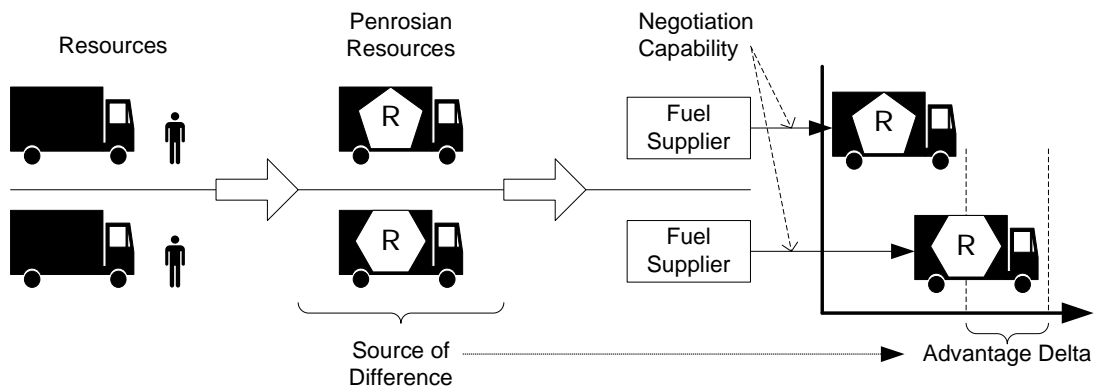 Resources
Penrosian
Resources
Negotiation
Capability
R
Fuel
Supplier
R
R
Fuel
Supplier
R
Source of
Difference
Advantage Delta